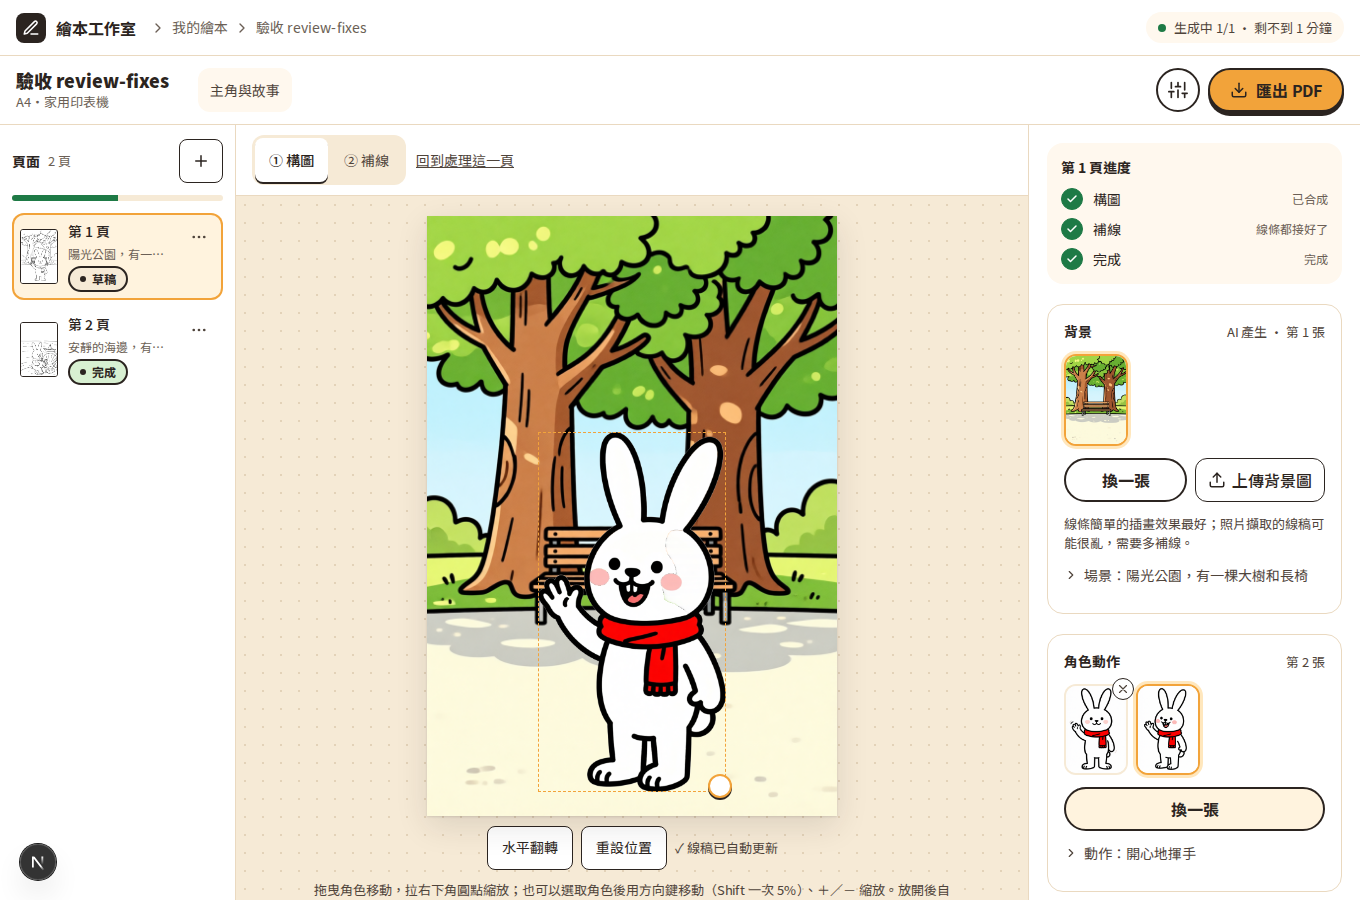 繪本工作室
我的繪本
驗收 review-fixes
生成中 1/1 · 剩不到 1 分鐘
驗收 review-fixes
A4・家用印表機
主角與故事
匯出 PDF
頁面 2 頁
第 1 頁
陽光公園，有一⋯
草稿
第 2 頁
安靜的海邊，有⋯
完成
① 構圖
② 補線
回到處理這一頁
水平翻轉
重設位置
✓ 線稿已自動更新
拖曳角色移動，拉右下角圓點縮放；也可以選取角色後用方向鍵移動（Shift 一次 5%）、＋／－ 縮放。放開後自
第 1 頁進度
構圖 已合成
補線 線條都接好了
完成 完成
背景 AI 產生 · 第 1 張
換一張
上傳背景圖
線條簡單的插畫效果最好；照片擷取的線稿可
能很亂，需要多補線。
場景：陽光公園，有一棵大樹和長椅
角色動作 第 2 張
換一張
動作：開心地揮手
N